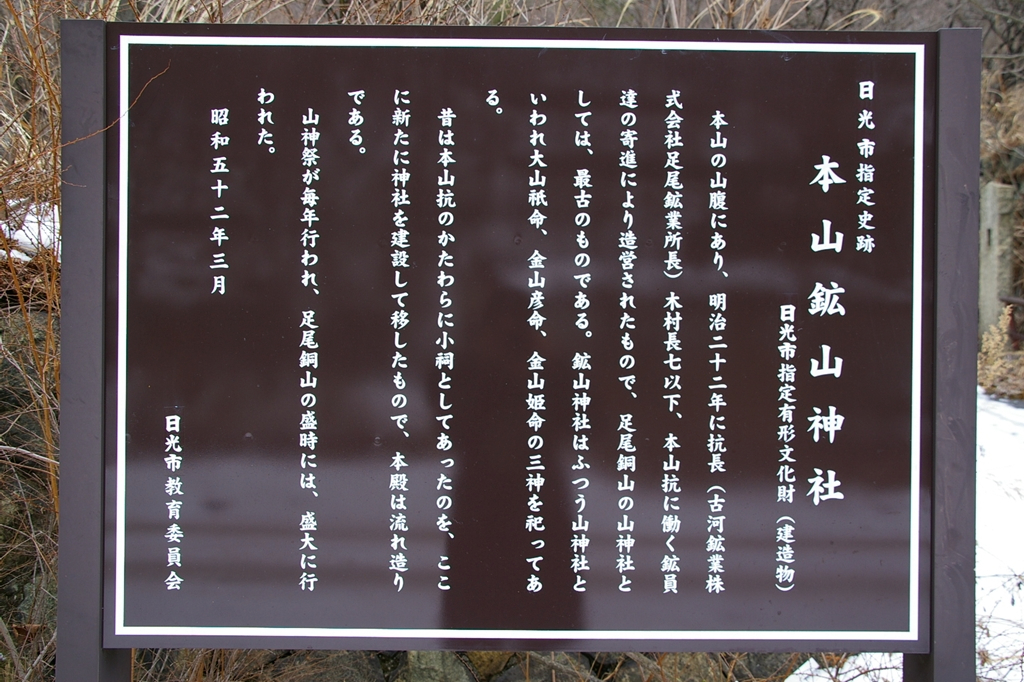 日光市指定史跡
本山鉱山神社
日光市指定有形文化財（建造物）
本山の山腹にあり、明治二十二年に抗長（古河鉱業株
式会社足尾鉱業所長）木村長七以下、本山抗に働く鉱員
達の寄進により造営されたもので、足尾銅山の山神社と
しては、最古のものである。鉱山神社はふつう山神社と
いわれ大山祇命、金山彦命、金山姫命の三神を祀ってあ
る。
昔は本山抗のかたわらに小祠としてあったのを、ここ
に新たに神社を建設して移したもので、本殿は流れ造り
である。
山神祭が毎年行われ、足尾銅山の盛時には、盛大に行
われた。
昭和五十二年三月
日光市教育委員会